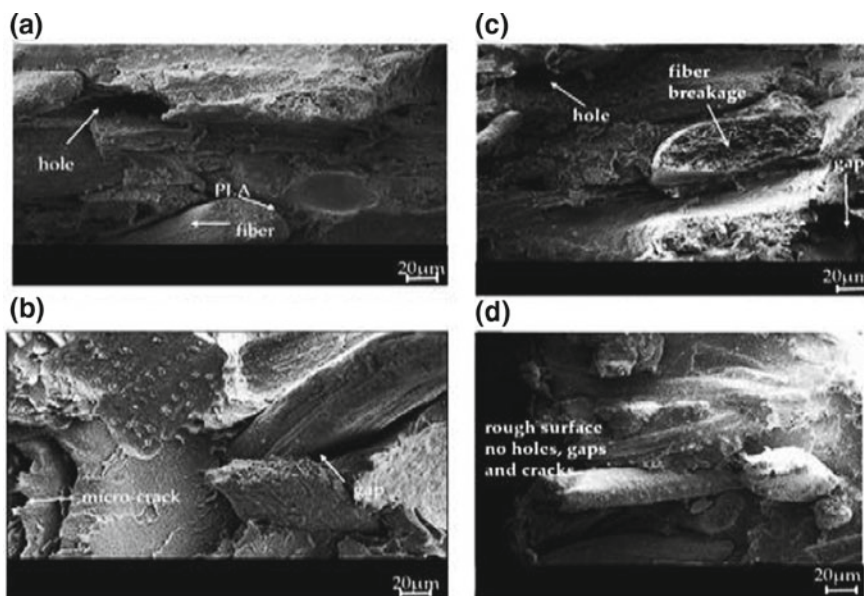 (a)
hole
PLA
fiber
20µm
(b)
micro-crack
gap
20µm
(c)
hole
fiber
breakage
gap
20µm
(d)
rough surface
no holes, gaps
and cracks
20µm